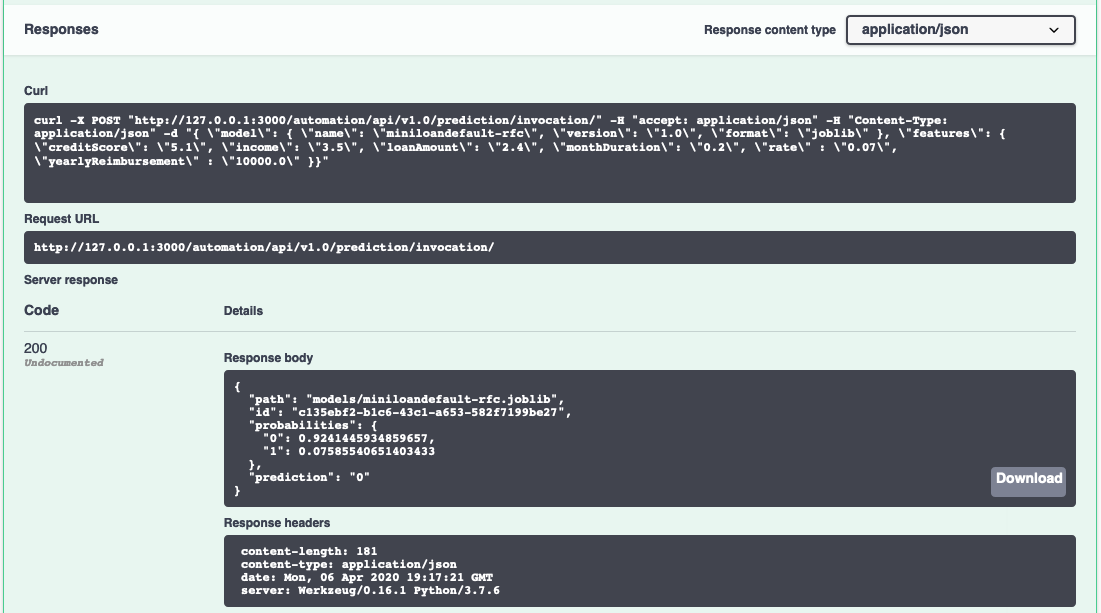 Responses
Response content type
application/json
Curl
curl -X POST "http://127.0.0.1:3000/automation/api/v1.0/prediction/invocation/" -H "accept: application/json" -H "Content-Type:
application/json" -d "{ \"model\": { \"name\": \"miniloandefault-rfc\", \"version\": \"1.0\", \"format\": \"joblib\" }, \"features\": {
\"creditScore\": \"5.1\", \"income\": \"3.5\", \"loanAmount\": \"2.4\", \"monthDuration\": \"0.2\", \"rate\" : \"0.07\",
\"yearlyReimbursement\" : \"10000.0\" }}"
Request URL
http://127.0.0.1:3000/automation/api/v1.0/prediction/invocation/
Server response
Code
Details
200
Undocumented
Response body
{
"path": "models/miniloandefault-rfc.joblib",
"id": "c135ebf2-b1c6-43c1-a653-582f7199be27",
"probabilities": {
"0": 0.9241445934859657,
"1": 0.07585540651403433
},
"prediction": "0"
}
Download
Response headers
content-length: 181
content-type: application/json
date: Mon, 06 Apr 2020 19:17:21 GMT
server: Werkzeug/0.16.1 Python/3.7.6